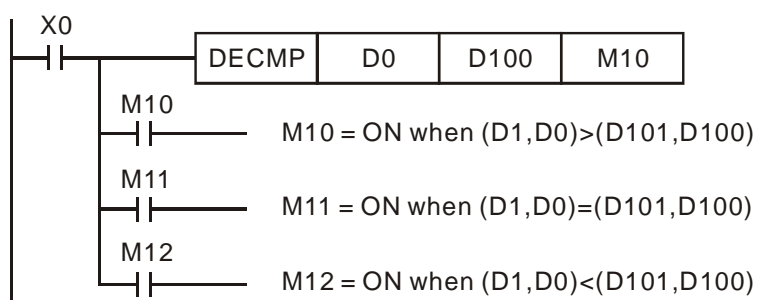 X0
DECMP D0 D100 M10
M10
M10 = ON when (D1,D0)>(D101,D100)
M11
M11 = ON when (D1,D0)=(D101,D100)
M12
M12 = ON when (D1,D0)<(D101,D100)